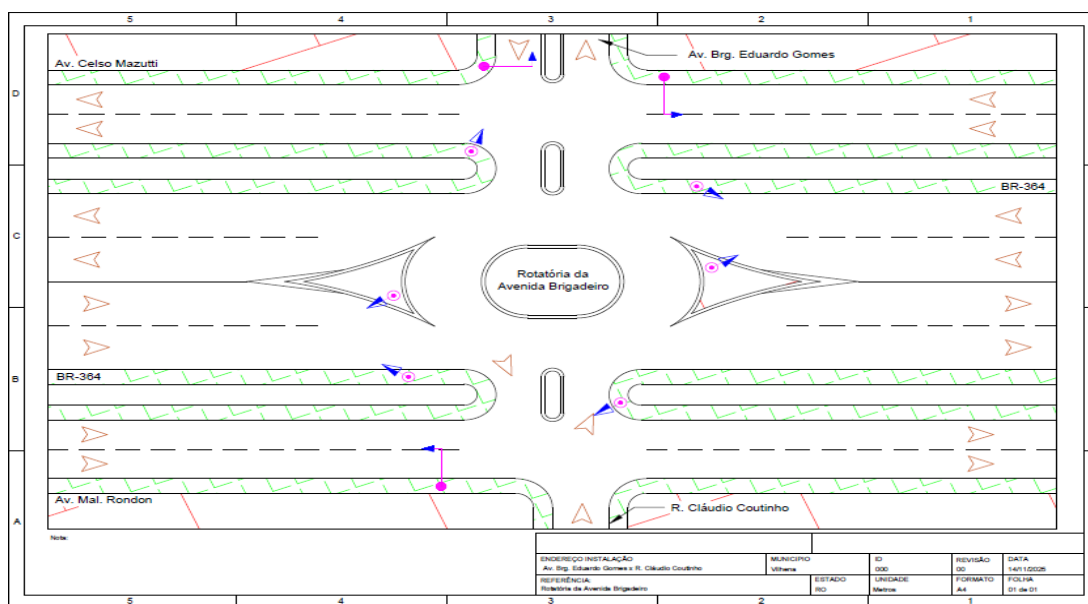 5 4 3 2 1
Av. Celso Mazutti
Av. Brg. Eduardo Gomes
D
BR-364
C
Rotatória da
Avenida Brigadeiro
B
BR-364
Av. Mal. Rondon
R. Cláudio Coutinho
A
Nota:
ENDEREÇO INSTALAÇÃO MUNICIPIO ID REVISÃO DATA
Av. Brg. Eduardo Gomes x R. Cláudio Coutinho Vilhena 000 00 14/11/2025
REFERÊNCIA: ESTADO UNIDADE FORMATO FOLHA
Rotatória da Avenida Brigadeiro RO Metros A4 01 de 01
5 4 3 2 1